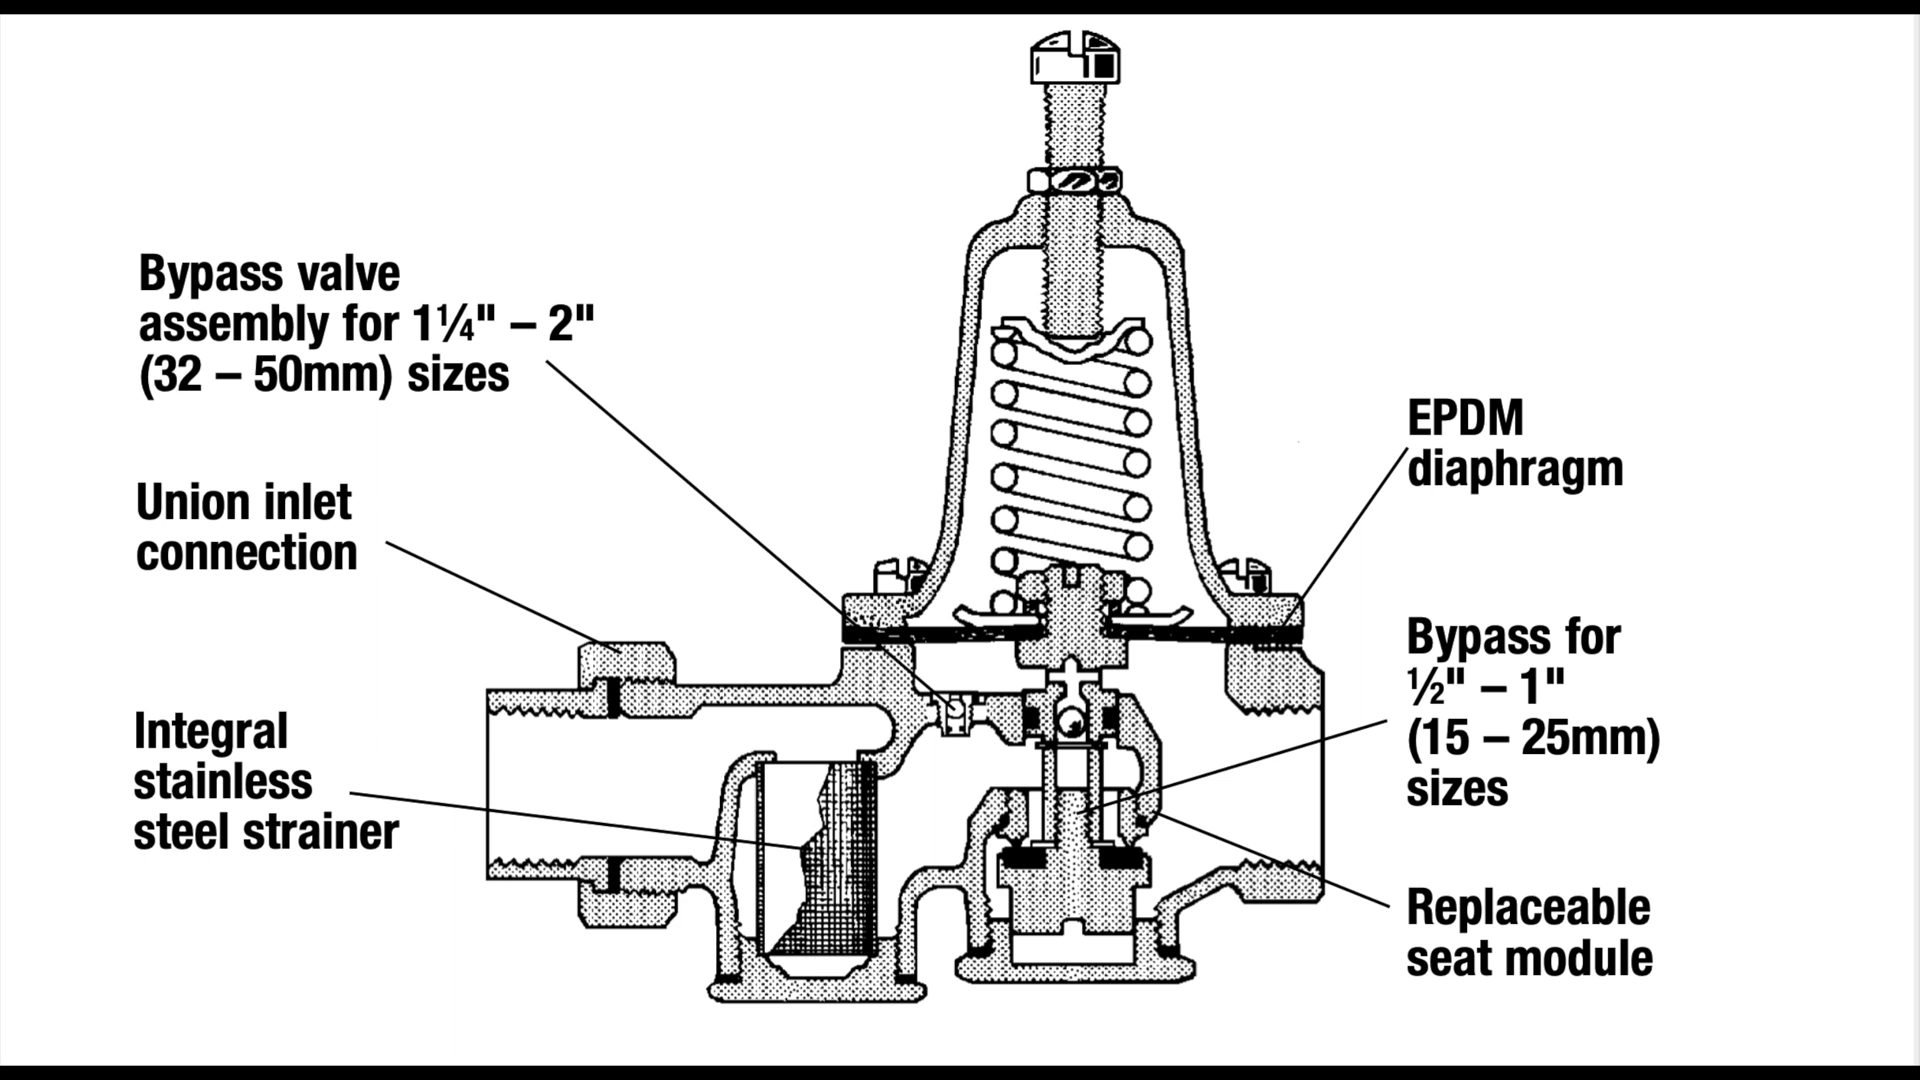 Bypass valve
assembly for 1¼" – 2"
(32 – 50mm) sizes
Union inlet
connection
Integral
stainless
steel strainer
EPDM
diaphragm
Bypass for
½" – 1"
(15 – 25mm)
sizes
Replaceable
seat module